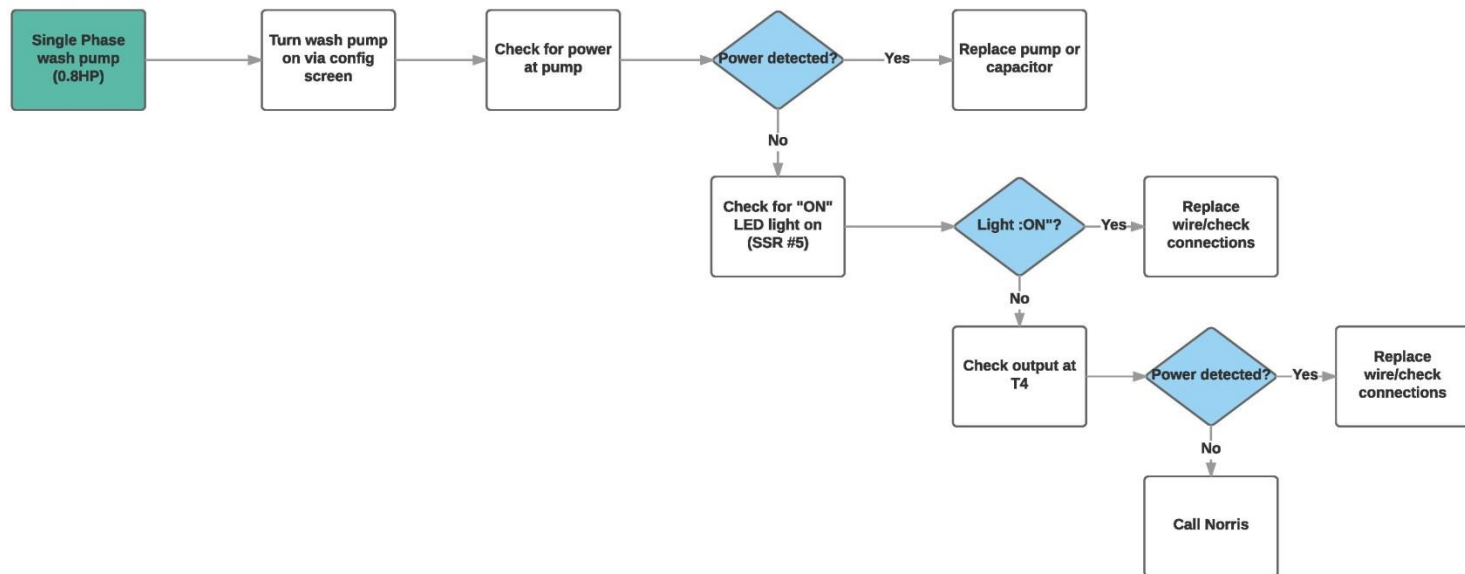 Single Phase
wash pump
(0.8HP)
Turn wash pump
on via config
screen
Check for power
at pump
Power detected?
Yes
Replace pump or
capacitor
No
Check for "ON"
LED light on
(SSR #5)
Light :ON"?
Yes
Replace
wire/check
connections
No
Check output at
T4
Power detected?
Yes
Replace
wire/check
connections
No
Call Norris